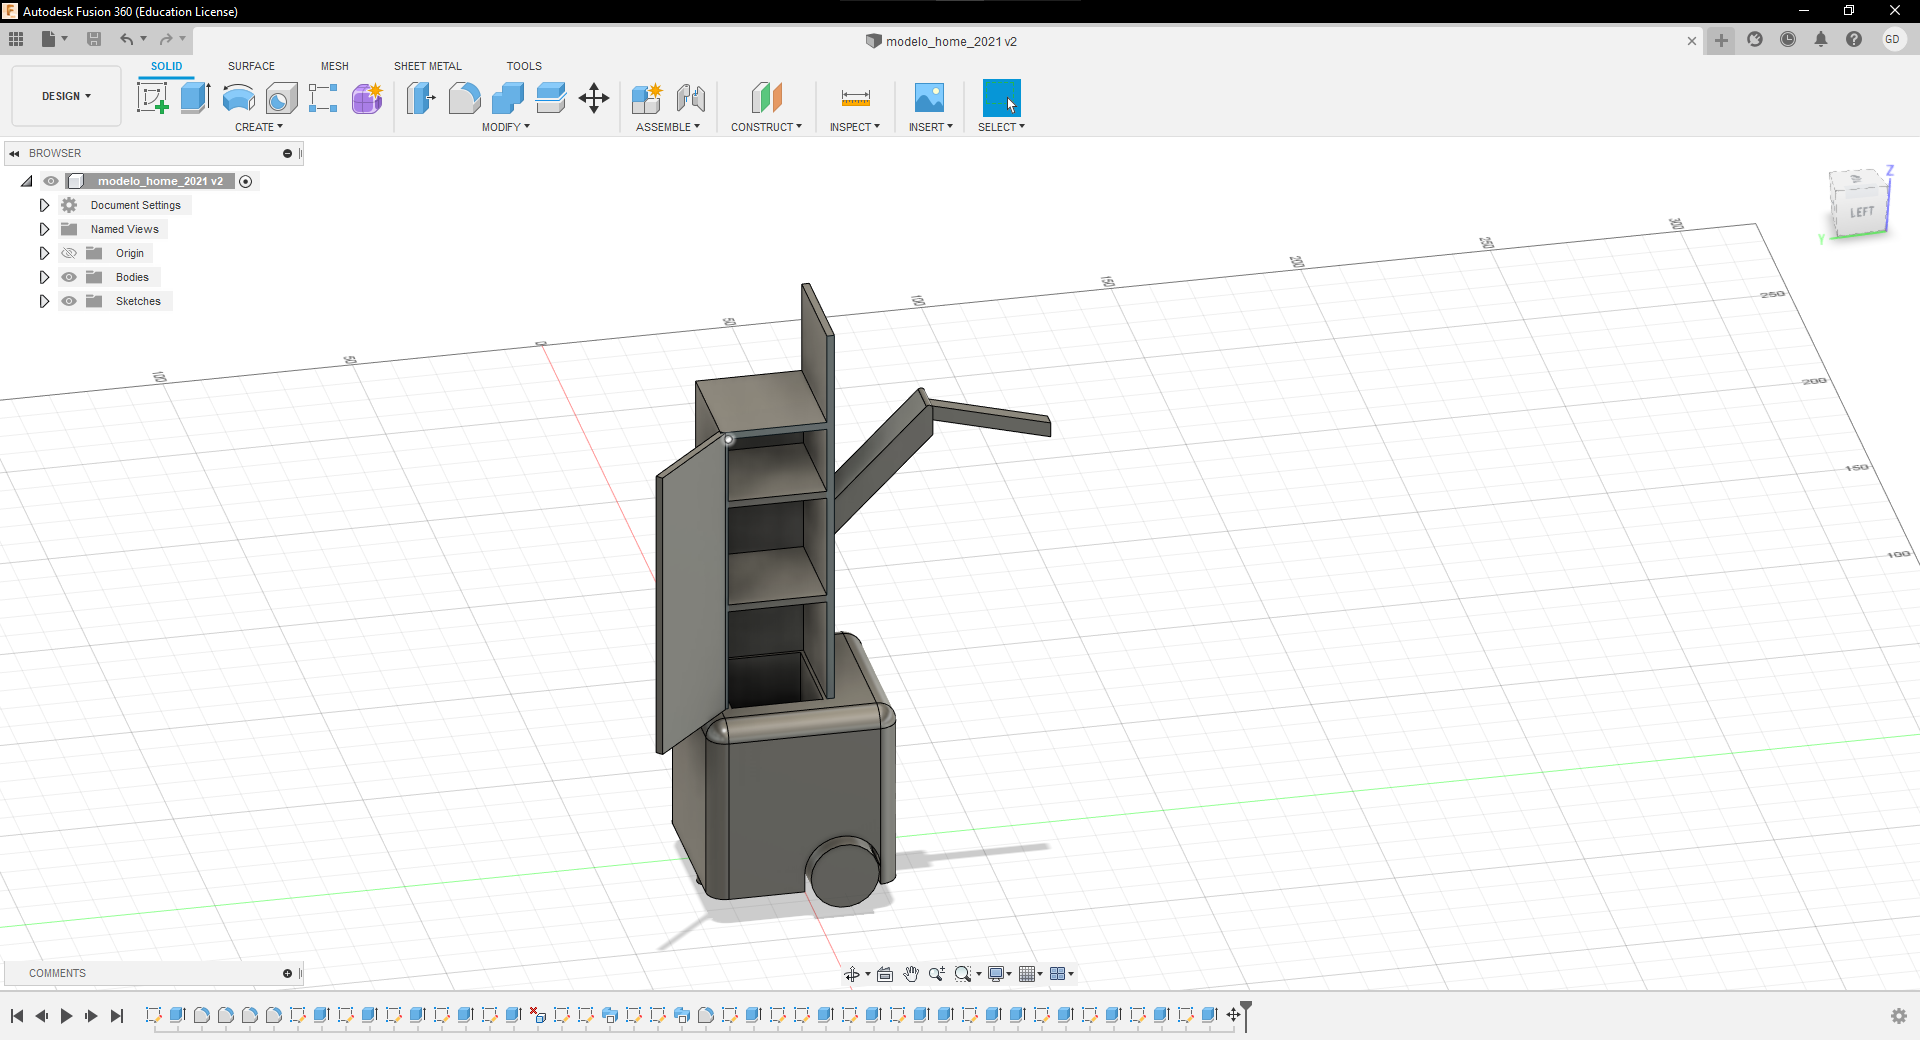 Autodesk Fusion 360 (Education License)
modelo_home_2021 v2
GD
DESIGN
SOLID SURFACE MESH SHEET METAL TOOLS
CREATE MODIFY ASSEMBLE CONSTRUCT INSPECT INSERT SELECT
BROWSER
modelo_home_2021 v2
Document Settings
Named Views
Origin
Bodies
Sketches
Z
LEFT
Y
100
50
0
50
100
150
200
250
300
250
200
150
100
COMMENTS